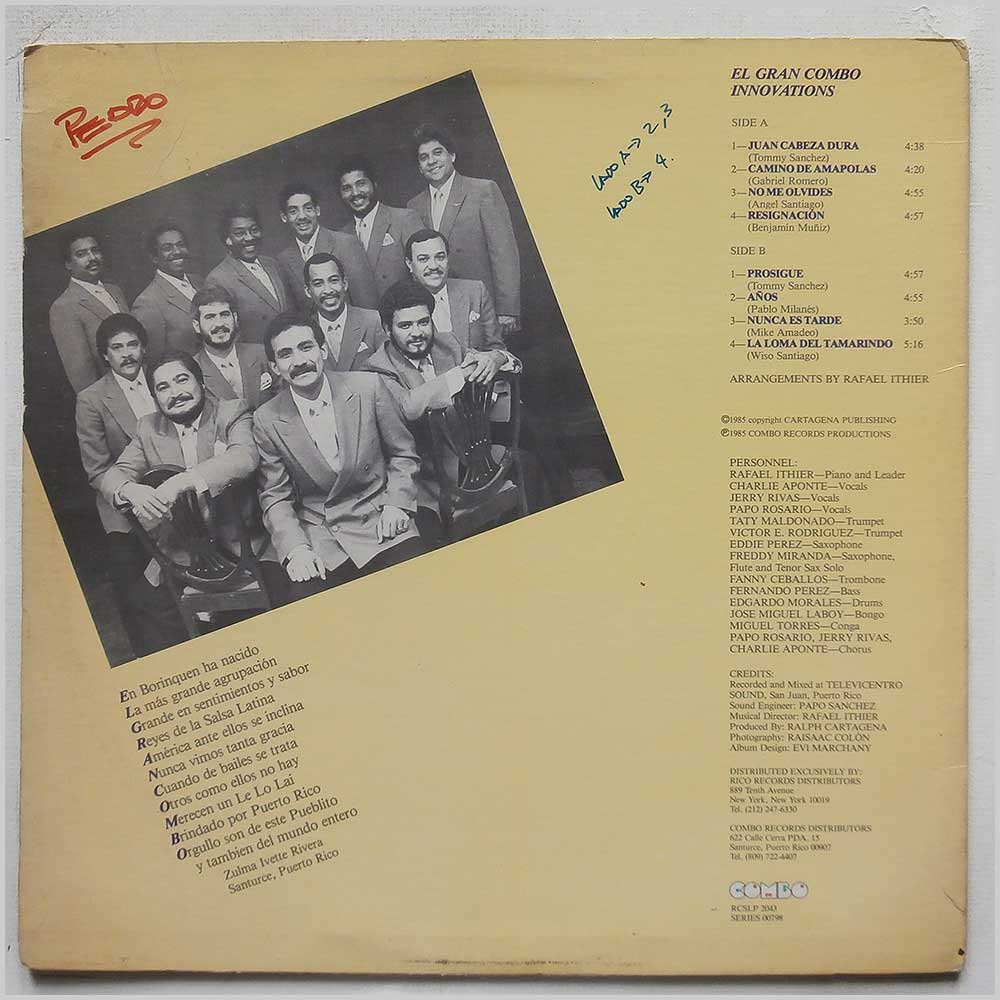 PEDRO
LADO A → 2,3
LADO B → 4.
EL GRAN COMBO
INNOVATIONS
SIDE A
1—JUAN CABEZA DURA 4:38
(Tommy Sanchez)
2—CAMINO DE AMAPOLAS 4:20
(Gabriel Romero)
3—NO ME OLVIDES 4:55
(Angel Santiago)
4—RESIGNACIÓN 4:57
(Benjamín Muñiz)
SIDE B
1—PROSIGUE 4:57
(Tommy Sanchez)
2—AÑOS 4:55
(Pablo Milanés)
3—NUNCA ES TARDE 3:50
(Mike Amadeo)
4—LA LOMA DEL TAMARINDO 5:16
(Wiso Santiago)
ARRANGEMENTS BY RAFAEL ITHIER
©1985 copyright CARTAGENA PUBLISHING
℗1985 COMBO RECORDS PRODUCTIONS
PERSONNEL:
RAFAEL ITHIER—Piano and Leader
CHARLIE APONTE—Vocals
JERRY RIVAS—Vocals
PAPO ROSARIO—Vocals
TATY MALDONADO—Trumpet
VICTOR E. RODRIGUEZ—Trumpet
EDDIE PEREZ—Saxophone
FREDDY MIRANDA—Saxophone,
Flute and Tenor Sax Solo
FANNY CEBALLOS—Trombone
FERNANDO PEREZ—Bass
EDGARDO MORALES—Drums
JOSE MIGUEL LABOY—Bongo
MIGUEL TORRES—Conga
PAPO ROSARIO, JERRY RIVAS,
CHARLIE APONTE—Chorus
CREDITS:
Recorded and Mixed at TELEVICENTRO
SOUND, San Juan, Puerto Rico
Sound Engineer: PAPO SANCHEZ
Musical Director: RAFAEL ITHIER
Produced By: RALPH CARTAGENA
Photography: RAISAAC COLÓN
Album Design: EVI MARCHANY
DISTRIBUTED EXCLUSIVELY BY:
RICO RECORDS DISTRIBUTORS
889 Tenth Avenue
New York, New York 10019
Tel. (212) 247-6330
COMBO RECORDS DISTRIBUTORS
622 Calle Cerra PDA. 15
Santurce, Puerto Rico 00907
Tel. (809) 722-4407
COMBO
RCSLP 2043
SERIES 00798
En Borinquen ha nacido
La más grande agrupación
Grande en sentimientos y sabor
Reyes de la Salsa Latina
América ante ellos se inclina
Nunca vimos tanta gracia
Cuando de bailes se trata
Otros como ellos no hay
Merecen un Le Lo Lai
Brindado por Puerto Rico
Orgullo son de este Pueblito
y tambien del mundo entero
Zulma Ivette Rivera
Santurce, Puerto Rico